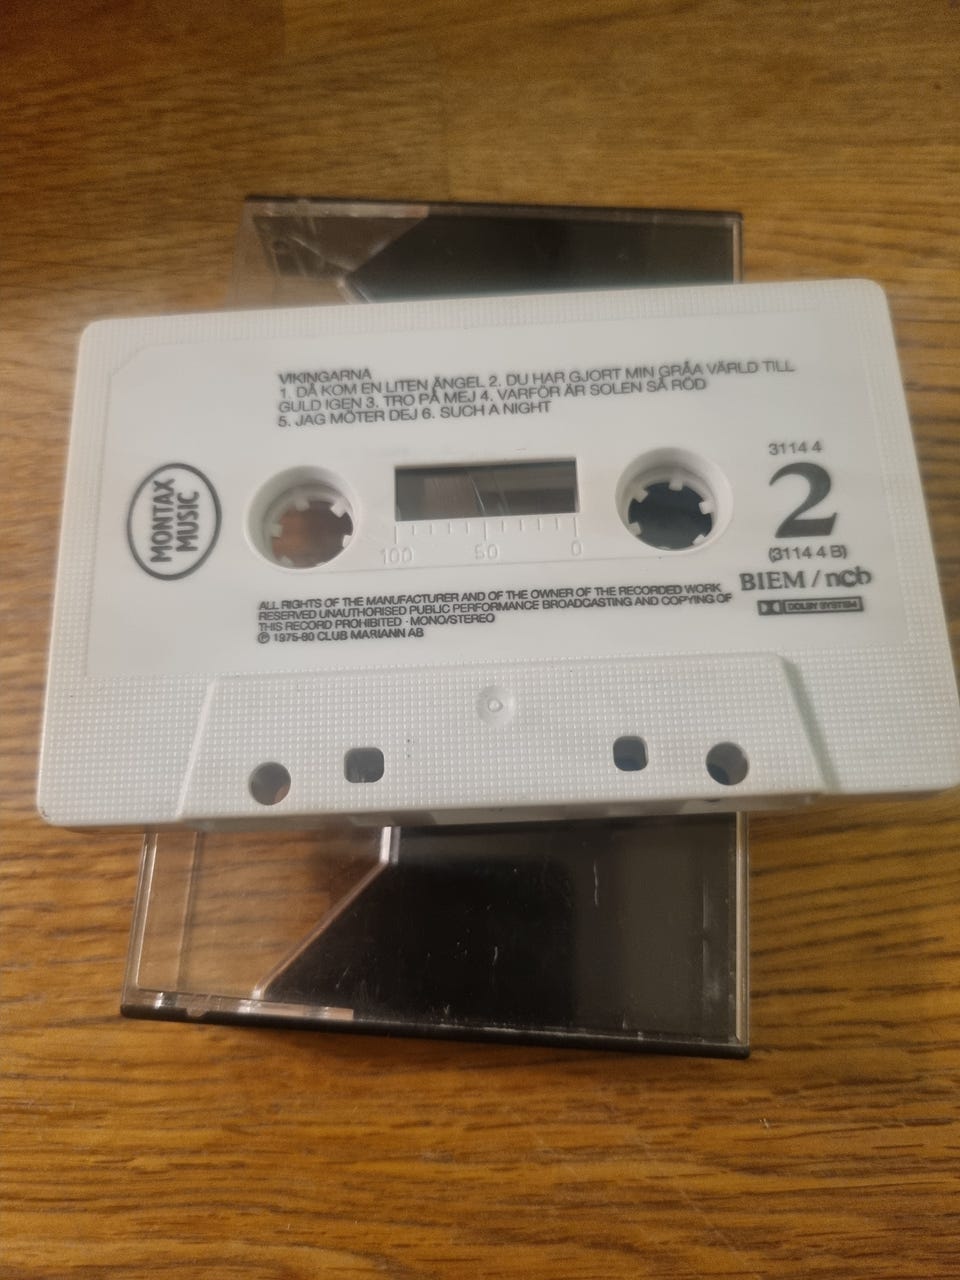 VIKINGARNA
1. DÅ KOM EN LITEN ÄNGEL 2. DU HAR GJORT MIN GRÅA VÄRLD TILL
GULD IGEN 3. TRO PÅ MEJ 4. VARFÖR ÄR SOLEN SÅ RÖD
5. JAG MÖTER DEJ 6. SUCH A NIGHT
MONTAX
MUSIC
100 50 0
3114 4
2
(3114 4 B)
BIEM / ncb
DOLBY SYSTEM
ALL RIGHTS OF THE MANUFACTURER AND OF THE OWNER OF THE RECORDED WORK
RESERVED UNAUTHORISED PUBLIC PERFORMANCE BROADCASTING AND COPYING OF
THIS RECORD PROHIBITED · MONO/STEREO
Ⓟ 1975-80 CLUB MARIANN AB